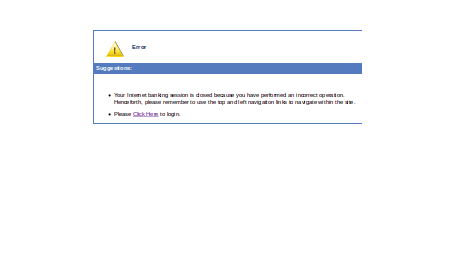 Error
Suggestions:
Your Internet banking session is closed because you have performed an incorrect operation.
Henceforth, please remember to use the top and left navigation links to navigate within the site.
Please Click Here to login.